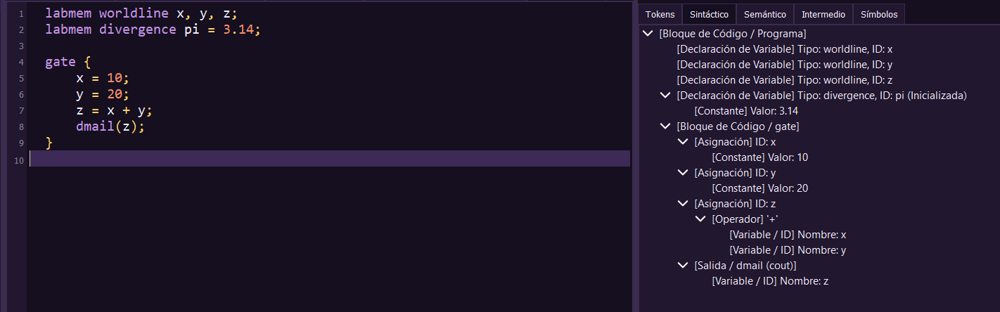 1 labmem worldline x, y, z;
2 labmem divergence pi = 3.14;
3
4 gate {
5 x = 10;
6 y = 20;
7 z = x + y;
8 dmail(z);
9 }
10
Tokens Sintáctico Semántico Intermedio Símbolos
[Bloque de Código / Programa]
[Declaración de Variable] Tipo: worldline, ID: x
[Declaración de Variable] Tipo: worldline, ID: y
[Declaración de Variable] Tipo: worldline, ID: z
[Declaración de Variable] Tipo: divergence, ID: pi (Inicializada)
[Constante] Valor: 3.14
[Bloque de Código / gate]
[Asignación] ID: x
[Constante] Valor: 10
[Asignación] ID: y
[Constante] Valor: 20
[Asignación] ID: z
[Operador] '+'
[Variable / ID] Nombre: x
[Variable / ID] Nombre: y
[Salida / dmail (cout)]
[Variable / ID] Nombre: z